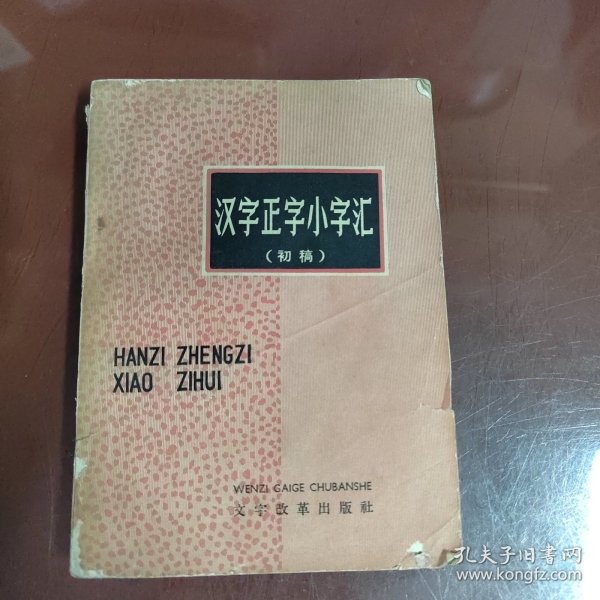 汉字正字小字汇
（初稿）
HANZI ZHENGZI
XIAO ZIHUI
WENZI GAIGE CHUBANSHE
文字改革出版社
孔夫子旧书网
www.kongfz.com